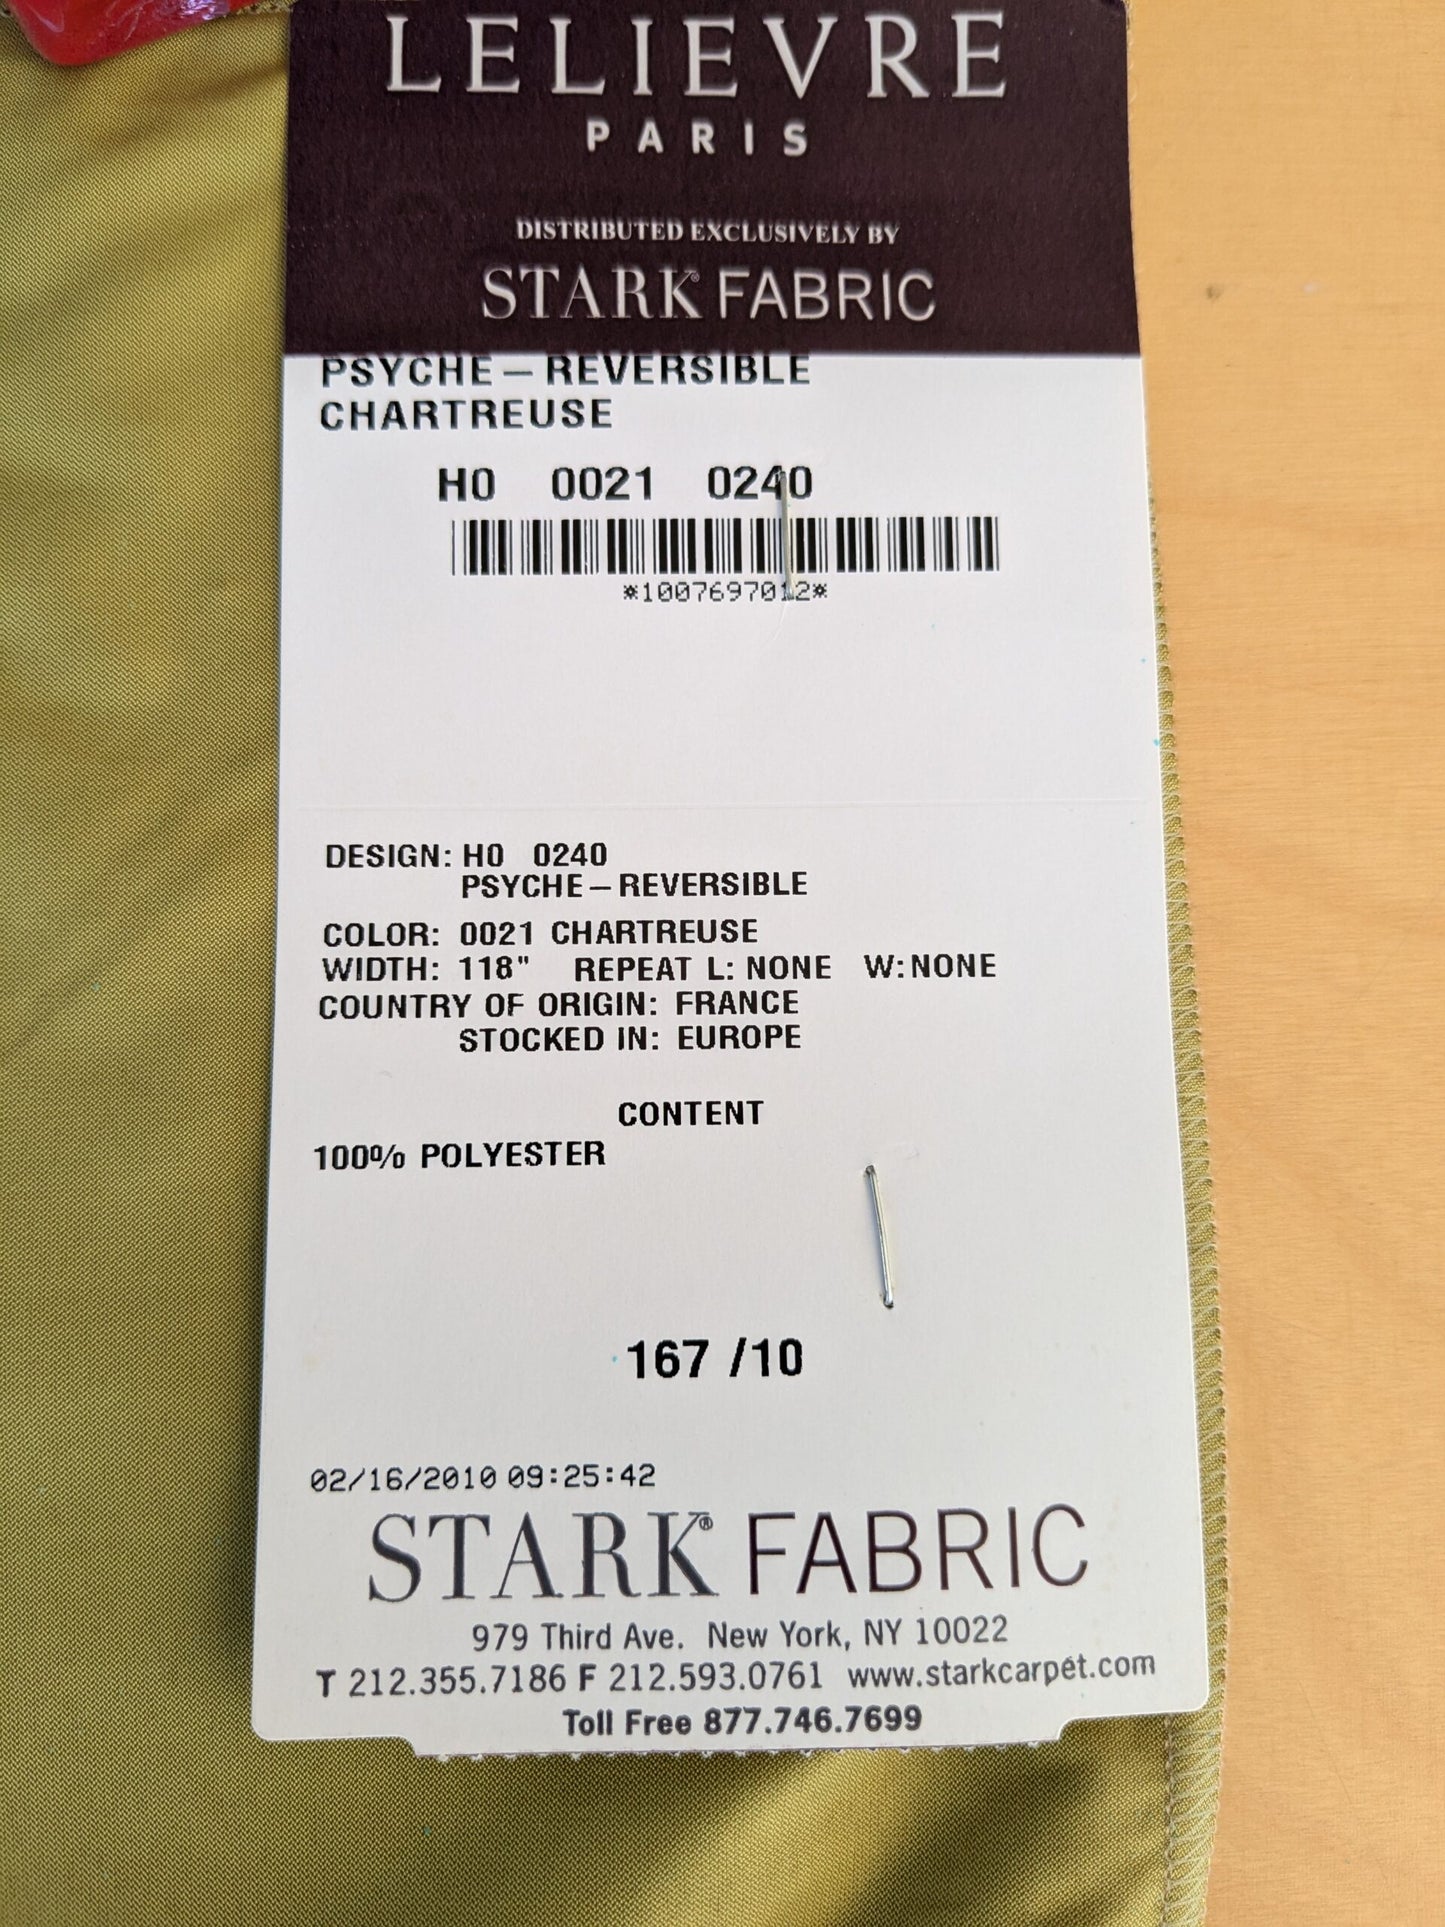 LELIEVRE
PARIS
DISTRIBUTED EXCLUSIVELY BY
STARK® FABRIC
PSYCHE–REVERSIBLE
CHARTREUSE
H0 0021 0240
*1007697012*
DESIGN: H0 0240
PSYCHE–REVERSIBLE
COLOR: 0021 CHARTREUSE
WIDTH: 118" REPEAT L: NONE W: NONE
COUNTRY OF ORIGIN: FRANCE
STOCKED IN: EUROPE
CONTENT
100% POLYESTER
167 /10
02/16/2010 09:25:42
STARK® FABRIC
979 Third Ave. New York, NY 10022
T 212.355.7186 F 212.593.0761 www.starkcarpet.com
Toll Free 877.746.7699